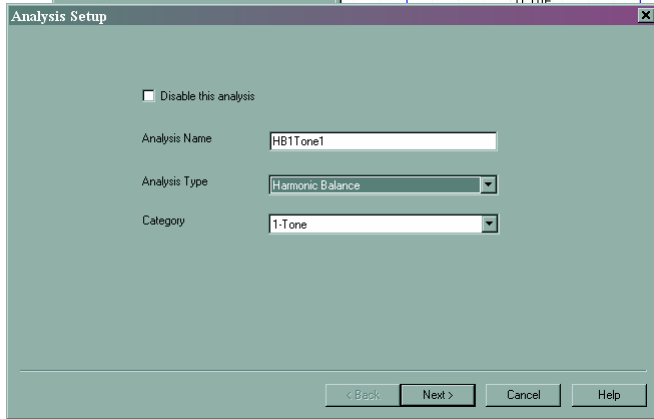 Analysis Setup
Disable this analysis
Analysis Name HB1Tone1
Analysis Type Harmonic Balance
Category 1-Tone
< Back Next > Cancel Help